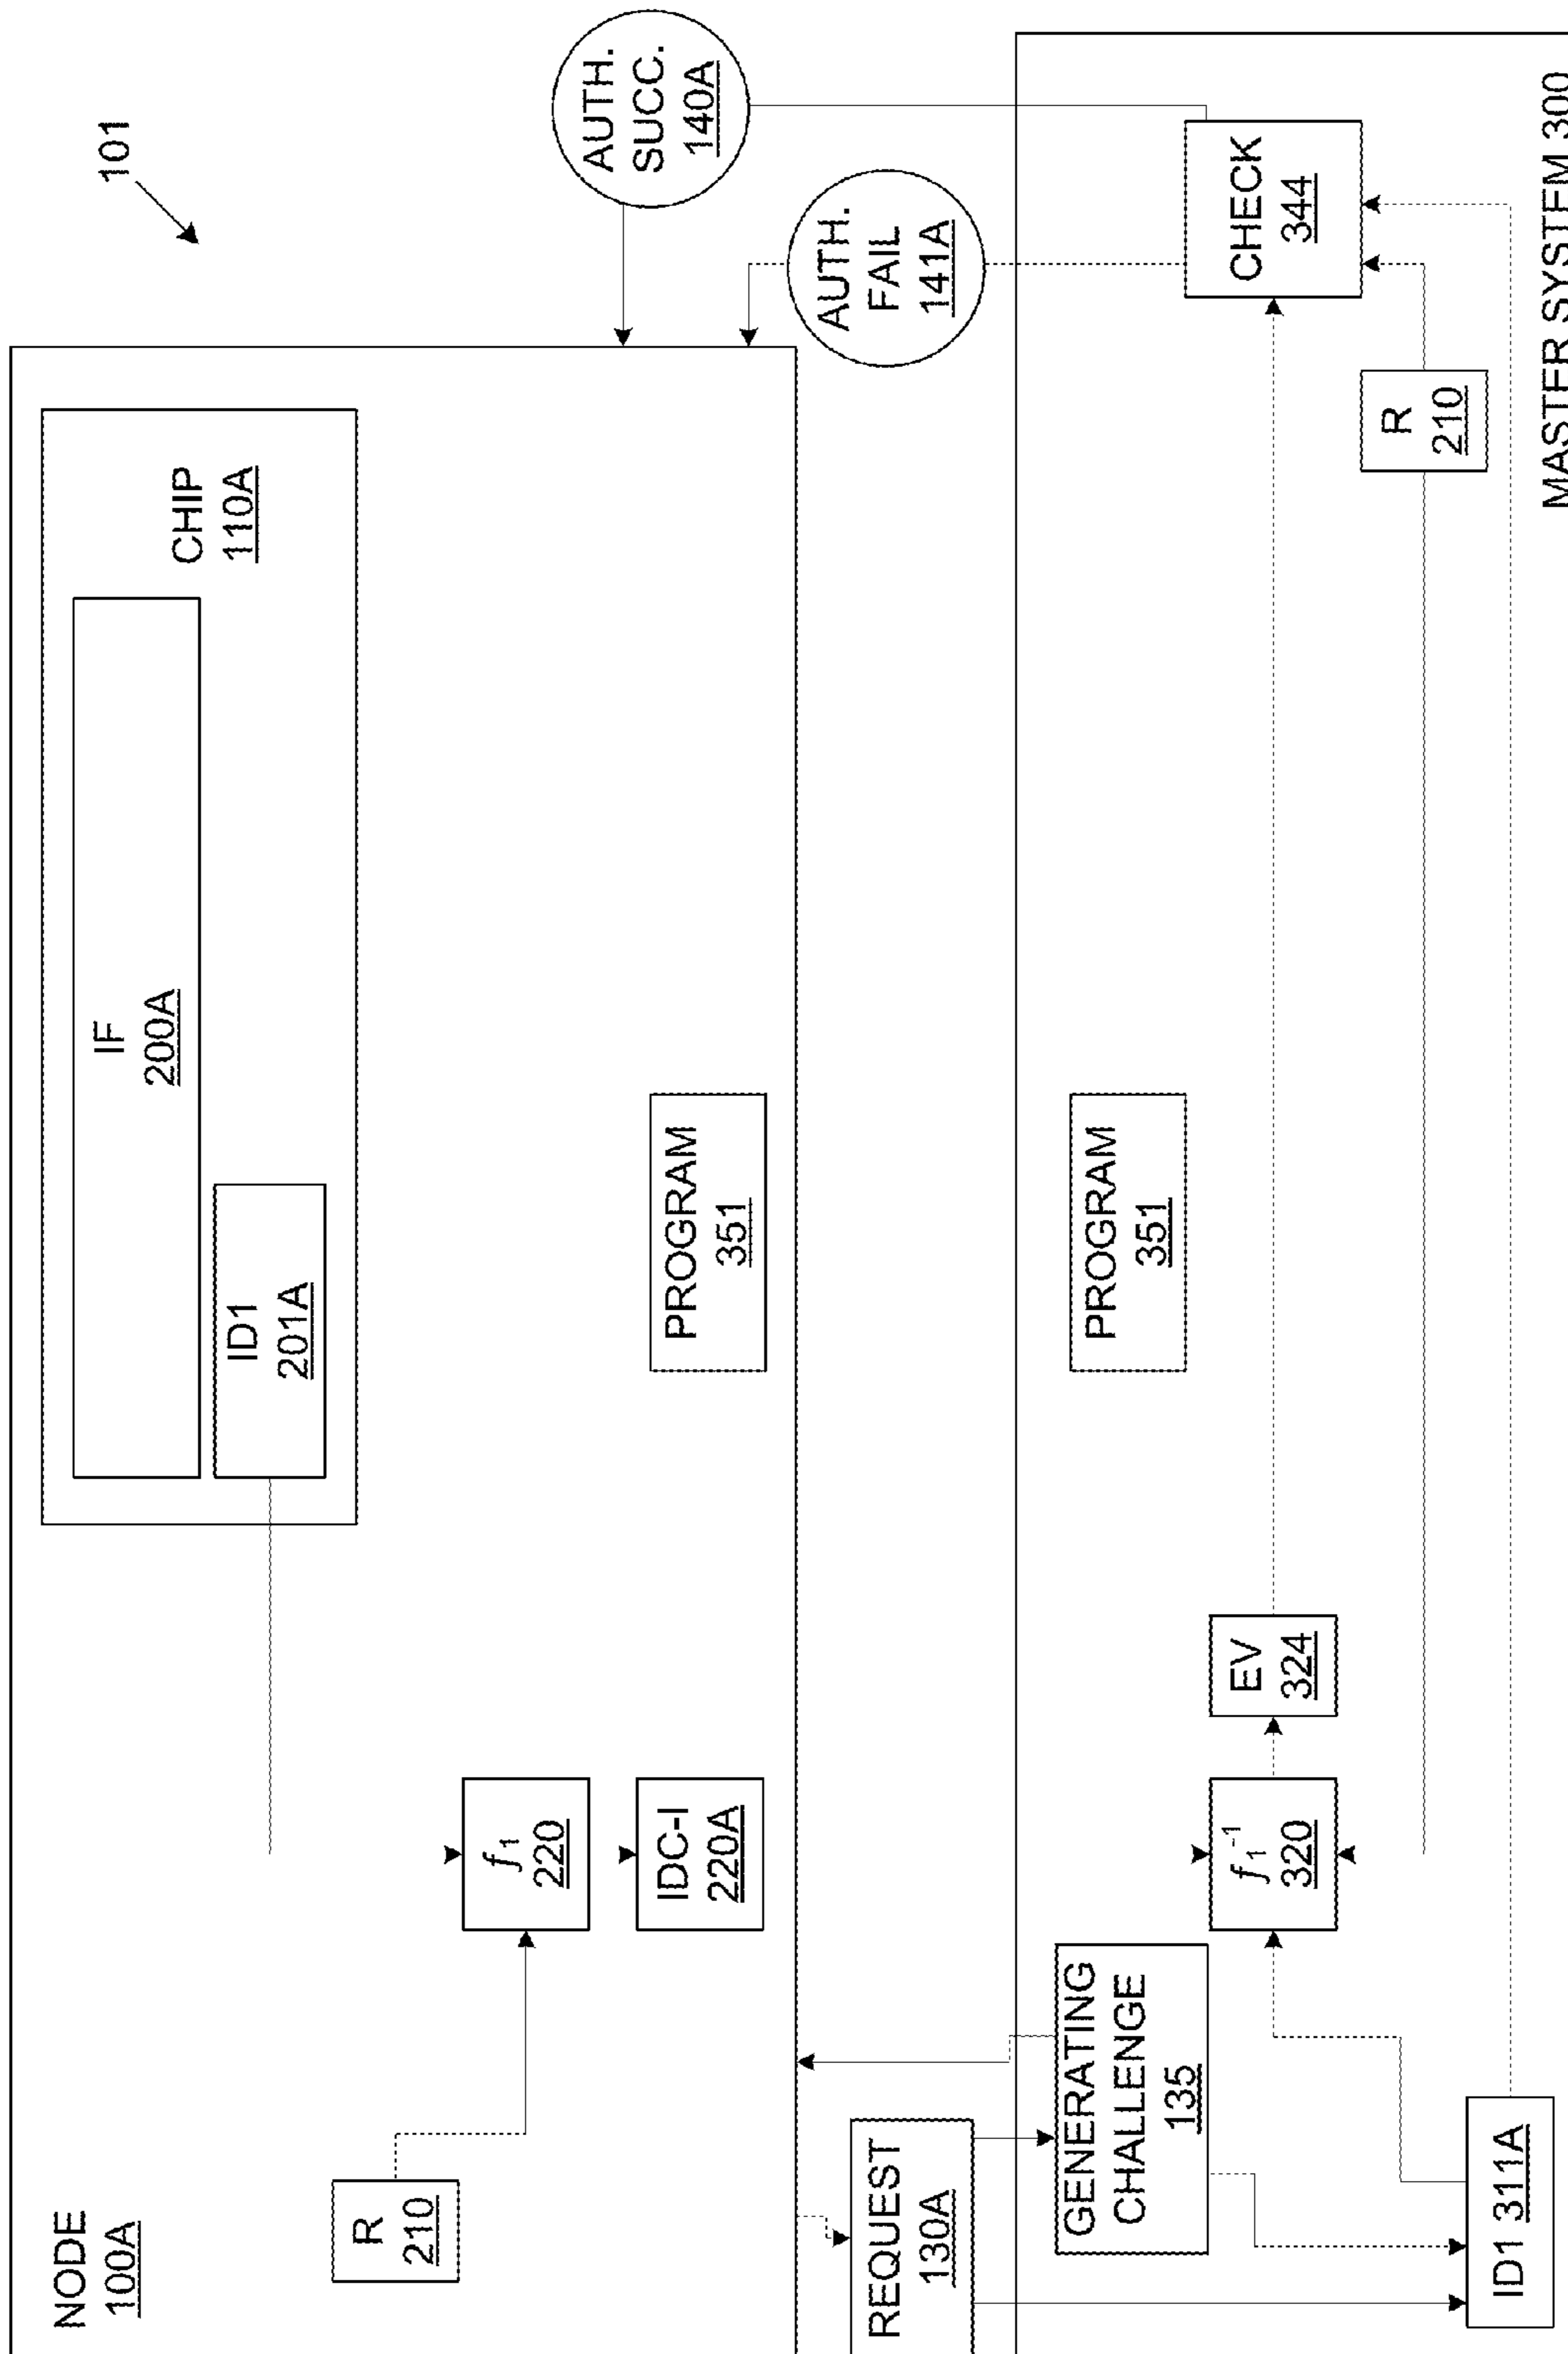 101
NODE
100A
CHIP
110A
IF
200A
ID1
201A
R
210
f₁
220
IDC-I
220A
PROGRAM
351
AUTH.
SUCC.
140A
AUTH.
FAIL
141A
REQUEST
130A
GENERATING
CHALLENGE
135
PROGRAM
351
f₁⁻¹
320
EV
324
CHECK
344
R
210
ID1 311A
MASTER SYSTEM 300